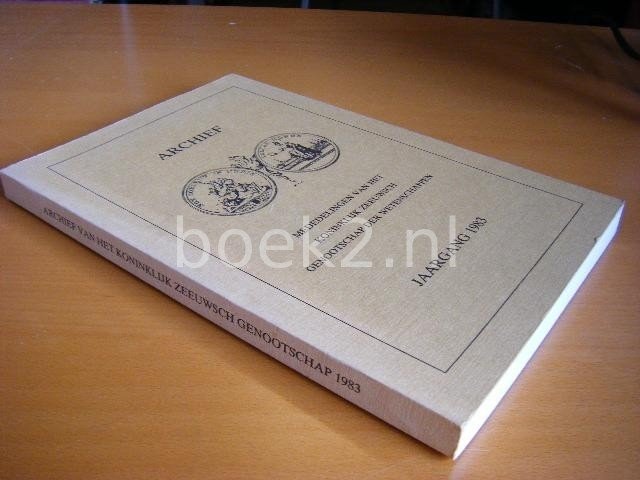 ARCHIEF
MEDEDELINGEN VAN HET
KONINKLIJK ZEEUWSCH
GENOOTSCHAP DER WETENSCHAPPEN
JAARGANG 1983
ARCHIEF VAN HET KONINKLIJK ZEEUWSCH GENOOTSCHAP 1983
boek2.nl